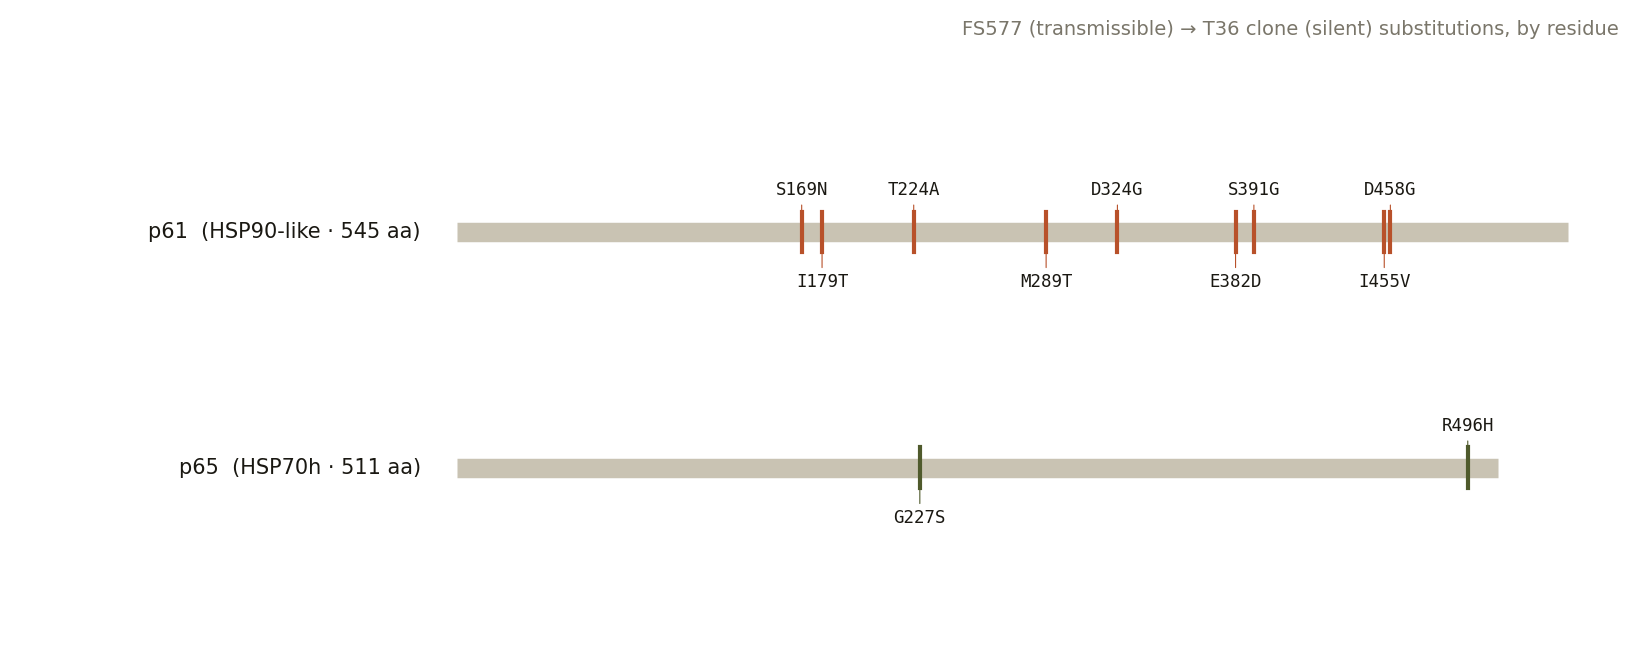 FS577 (transmissible) → T36 clone (silent) substitutions, by residue
S169N T224A D324G S391G D458G
p61 (HSP90-like · 545 aa)
I179T M289T E382D I455V
R496H
p65 (HSP70h · 511 aa)
G227S